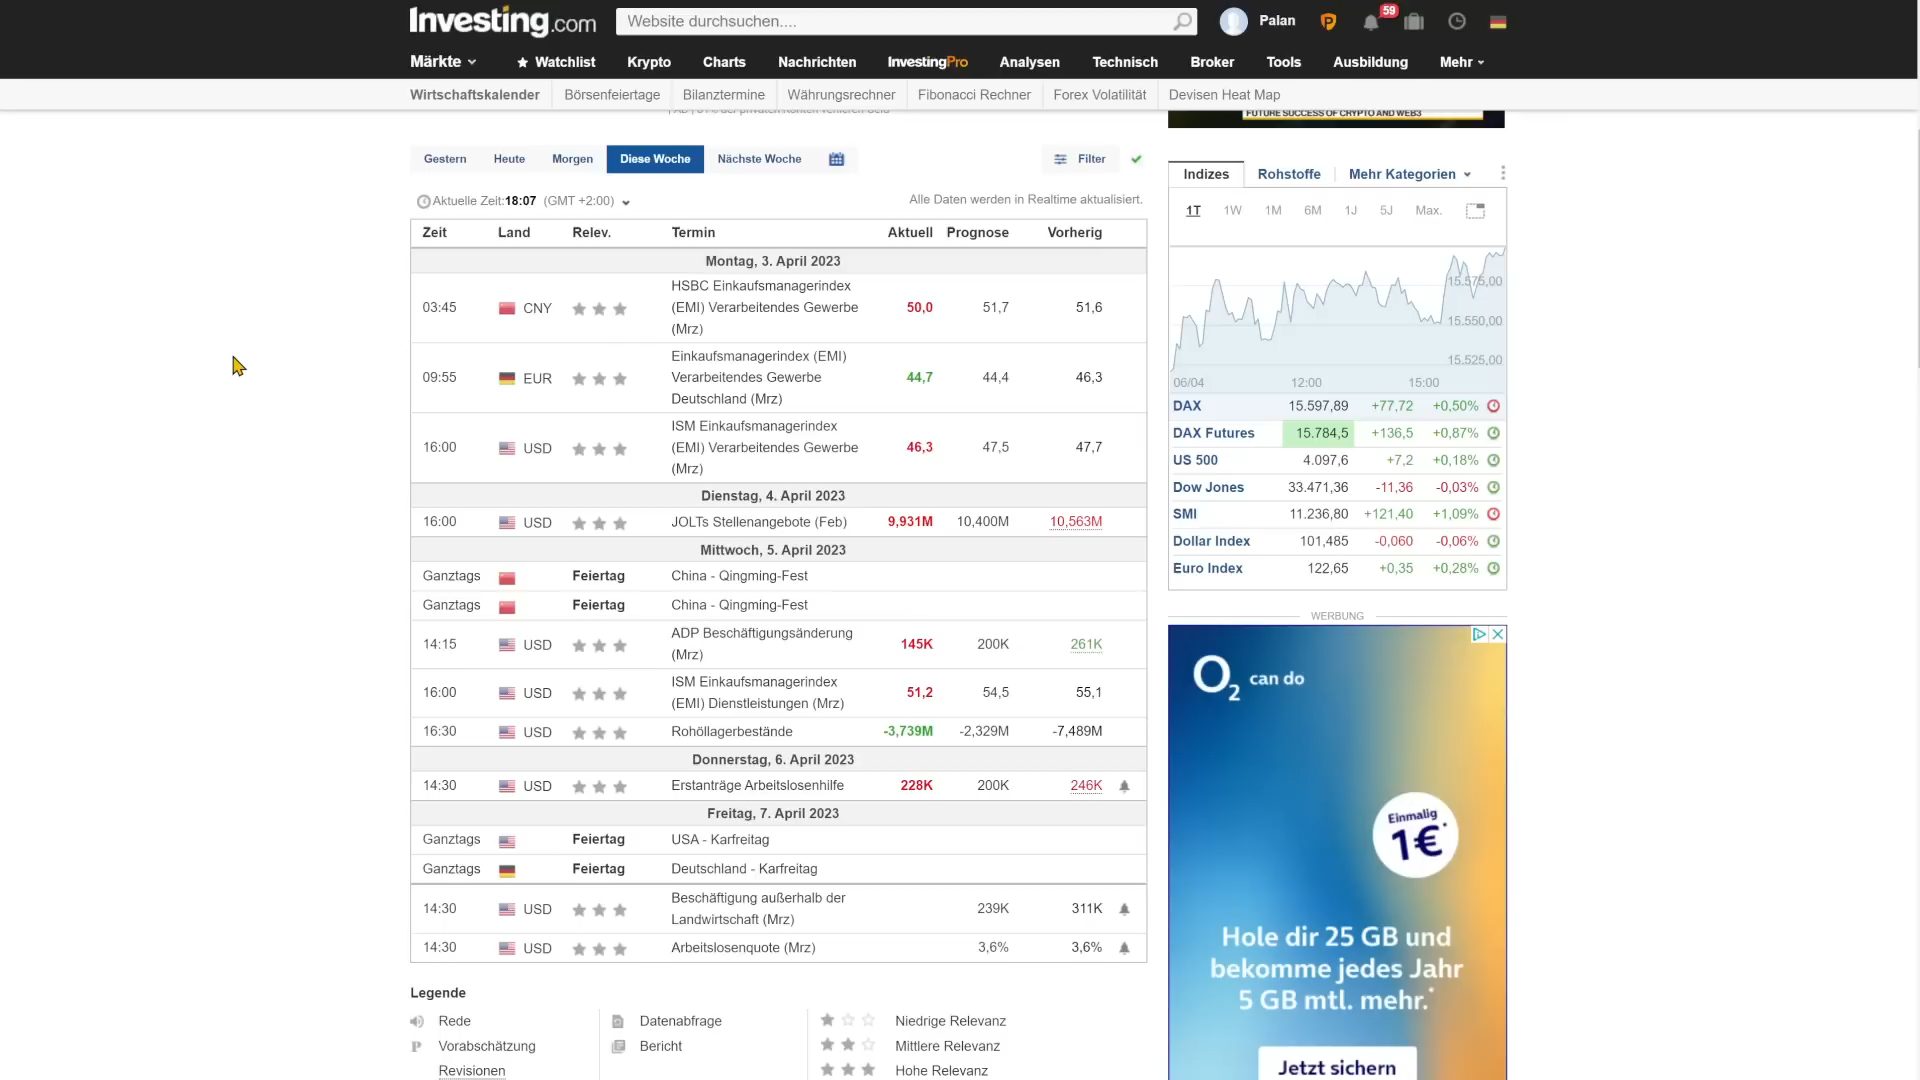 Investing.com
Website durchsuchen....
Palan
59
Märkte
Watchlist
Krypto
Charts
Nachrichten
InvestingPro
Analysen
Technisch
Broker
Tools
Ausbildung
Mehr
Wirtschaftskalender
Börsenfeiertage
Bilanztermine
Währungsrechner
Fibonacci Rechner
Forex Volatilität
Devisen Heat Map
FUTURE SUCCESS OF CRYPTO AND WEB3
Gestern
Heute
Morgen
Diese Woche
Nächste Woche
Filter
Aktuelle Zeit:18:07 (GMT +2:00)
Alle Daten werden in Realtime aktualisiert.
Zeit Land Relev. Termin Aktuell Prognose Vorherig
Montag, 3. April 2023
HSBC Einkaufsmanagerindex
03:45 CNY (EMI) Verarbeitendes Gewerbe 50,0 51,7 51,6
(Mrz)
Einkaufsmanagerindex (EMI)
09:55 EUR Verarbeitendes Gewerbe 44,7 44,4 46,3
Deutschland (Mrz)
ISM Einkaufsmanagerindex
16:00 USD (EMI) Verarbeitendes Gewerbe 46,3 47,5 47,7
(Mrz)
Dienstag, 4. April 2023
16:00 USD JOLTs Stellenangebote (Feb) 9,931M 10,400M 10,563M
Mittwoch, 5. April 2023
Ganztags Feiertag China - Qingming-Fest
Ganztags Feiertag China - Qingming-Fest
ADP Beschäftigungsänderung
14:15 USD (Mrz) 145K 200K 261K
ISM Einkaufsmanagerindex
16:00 USD (EMI) Dienstleistungen (Mrz) 51,2 54,5 55,1
16:30 USD Rohöllagerbestände -3,739M -2,329M -7,489M
Donnerstag, 6. April 2023
14:30 USD Erstanträge Arbeitslosenhilfe 228K 200K 246K
Freitag, 7. April 2023
Ganztags Feiertag USA - Karfreitag
Ganztags Feiertag Deutschland - Karfreitag
Beschäftigung außerhalb der
14:30 USD Landwirtschaft (Mrz) 239K 311K
14:30 USD Arbeitslosenquote (Mrz) 3,6% 3,6%
Legende
Rede
Vorabschätzung
Revisionen
Datenabfrage
Bericht
Niedrige Relevanz
Mittlere Relevanz
Hohe Relevanz
Indizes
Rohstoffe
Mehr Kategorien
1T 1W 1M 6M 1J 5J Max.
15.575,00
15.550,00
15.525,00
06/04 12:00 15:00
DAX 15.597,89 +77,72 +0,50%
DAX Futures 15.784,5 +136,5 +0,87%
US 500 4.097,6 +7,2 +0,18%
Dow Jones 33.471,36 -11,36 -0,03%
SMI 11.236,80 +121,40 +1,09%
Dollar Index 101,485 -0,060 -0,06%
Euro Index 122,65 +0,35 +0,28%
WERBUNG
O2 can do
Einmalig
1€*
Hole dir 25 GB und
bekomme jedes Jahr
5 GB mtl. mehr.*
Jetzt sichern